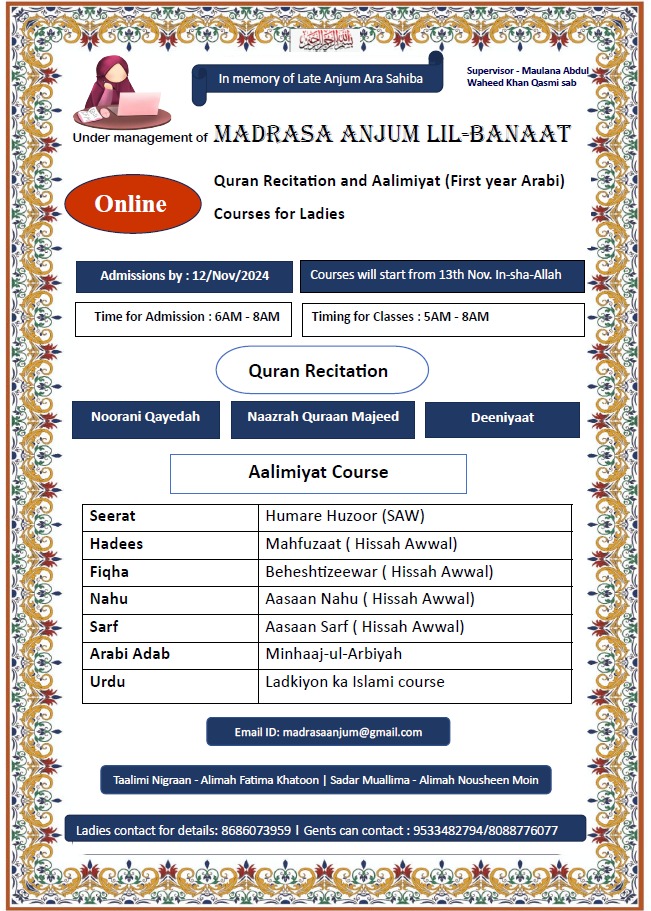 بسم الله الرحمن الرحيم
In memory of Late Anjum Ara Sahiba
Supervisor - Maulana Abdul
Waheed Khan Qasmi sab
Under management of MADRASA ANJUM LIL-BANAAT
Online
Quran Recitation and Aalimiyat (First year Arabi)
Courses for Ladies
Admissions by : 12/Nov/2024
Courses will start from 13th Nov. In-sha-Allah
Time for Admission : 6AM - 8AM
Timing for Classes : 5AM - 8AM
Quran Recitation
Noorani Qayedah
Naazrah Quraan Majeed
Deeniyaat
Aalimiyat Course
Seerat Humare Huzoor (SAW)
Hadees Mahfuzaat ( Hissah Awwal)
Fiqha Beheshtizeewar ( Hissah Awwal)
Nahu Aasaan Nahu ( Hissah Awwal)
Sarf Aasaan Sarf ( Hissah Awwal)
Arabi Adab Minhaaj-ul-Arbiyah
Urdu Ladkiyon ka Islami course
Email ID: madrasaanjum@gmail.com
Taalimi Nigraan - Alimah Fatima Khatoon | Sadar Muallima - Alimah Nousheen Moin
Ladies contact for details: 8686073959 l Gents can contact : 9533482794/8088776077